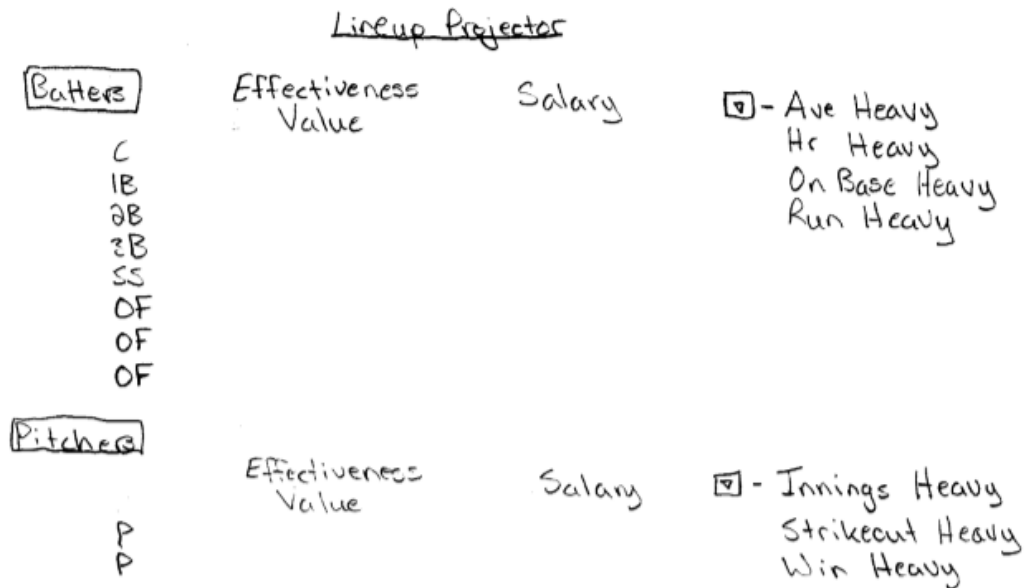 Lineup Projector
Batters Effectiveness Value Salary - Ave Heavy
Hr Heavy
On Base Heavy
Run Heavy
C
1B
2B
3B
SS
OF
OF
OF
Pitchers
Effectiveness Value Salary - Innings Heavy
Strikeout Heavy
Win Heavy
P
P